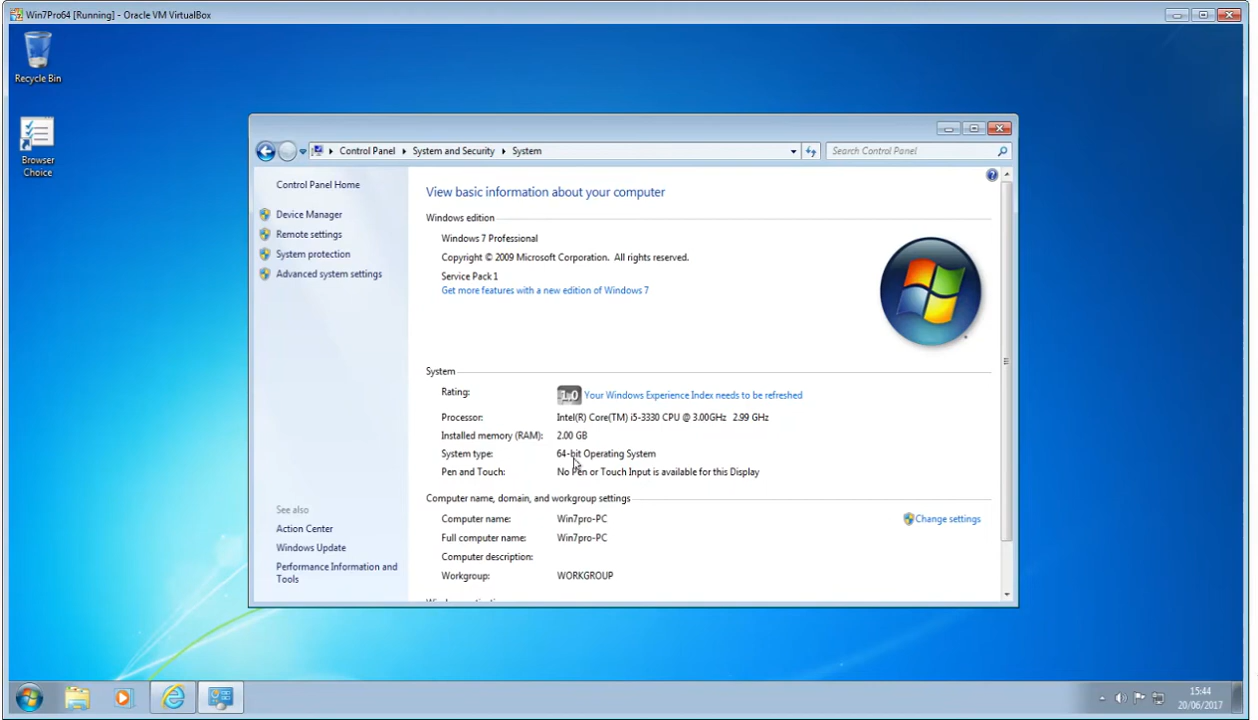 Win7Pro64 [Running] - Oracle VM VirtualBox
Recycle Bin
Browser
Choice
Control Panel System and Security System
Search Control Panel
Control Panel Home
Device Manager
Remote settings
System protection
Advanced system settings
See also
Action Center
Windows Update
Performance Information and
Tools
View basic information about your computer
Windows edition
Windows 7 Professional
Copyright © 2009 Microsoft Corporation. All rights reserved.
Service Pack 1
Get more features with a new edition of Windows 7
System
Rating: 1.0 Your Windows Experience Index needs to be refreshed
Processor: Intel(R) Core(TM) i5-3330 CPU @ 3.00GHz 2.99 GHz
Installed memory (RAM): 2.00 GB
System type: 64-bit Operating System
Pen and Touch: No Pen or Touch Input is available for this Display
Computer name, domain, and workgroup settings
Computer name: Win7pro-PC Change settings
Full computer name: Win7pro-PC
Computer description:
Workgroup: WORKGROUP
15:44
20/06/2017